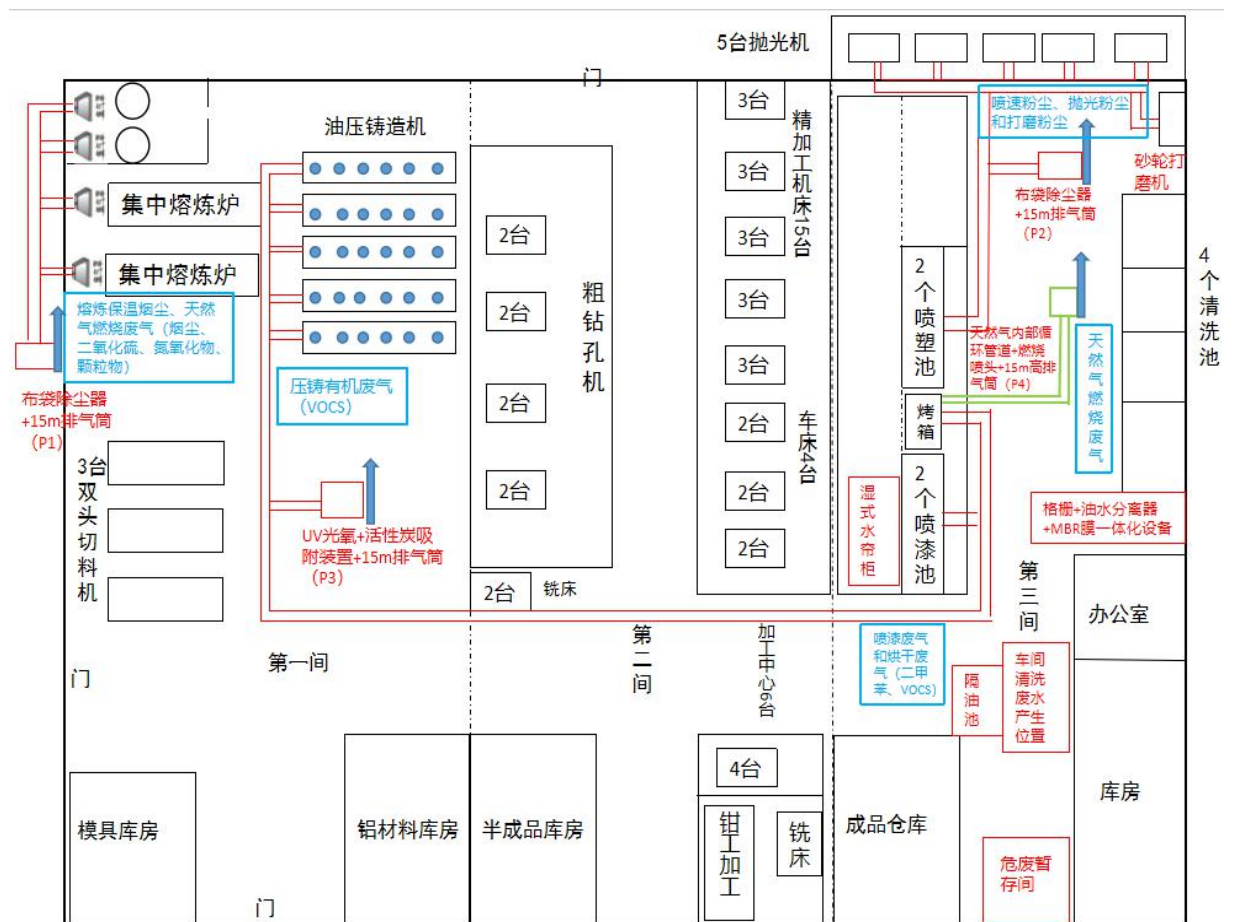 5台抛光机
门
油压铸造机
集中熔炼炉
集中熔炼炉
熔炼保温烟尘、天然
气燃烧废气（烟尘、
二氧化硫、氮氧化物、
颗粒物）
布袋除尘器
+15m排气筒
（P1）
压铸有机废气
（VOCS）
3台
双
头
切
料
机
UV光氧+活性炭吸
附装置+15m排气筒
（P3）
2台
2台
2台
2台
粗
钻
孔
机
2台
铣床
3台
3台
3台
3台
3台
2台
2台
2台
精加工机床15台
车床4台
喷速粉尘、抛光粉尘
和打磨粉尘
砂轮打
磨机
布袋除尘器
+15m排气筒
（P2）
4
个
清
洗
池
2
个
喷
塑
池
天然气内部循
环管道+燃烧
喷头+15m高排
气筒（P4）
天
然
气
燃
烧
废
气
烤
箱
湿
式
水
帘
柜
2
个
喷
漆
池
格栅+油水分离器
+MBR膜一体化设备
第
三
间
办公室
门
第一间
第
二
间
加工中心6台
喷漆废气
和烘干废
气（二甲
苯、VOCS）
隔
油
池
车间
清洗
废水
产生
位置
模具库房
铝材料库房
半成品库房
4台
钳
工
加
工
铣
床
成品仓库
库房
危废暂
存间
门